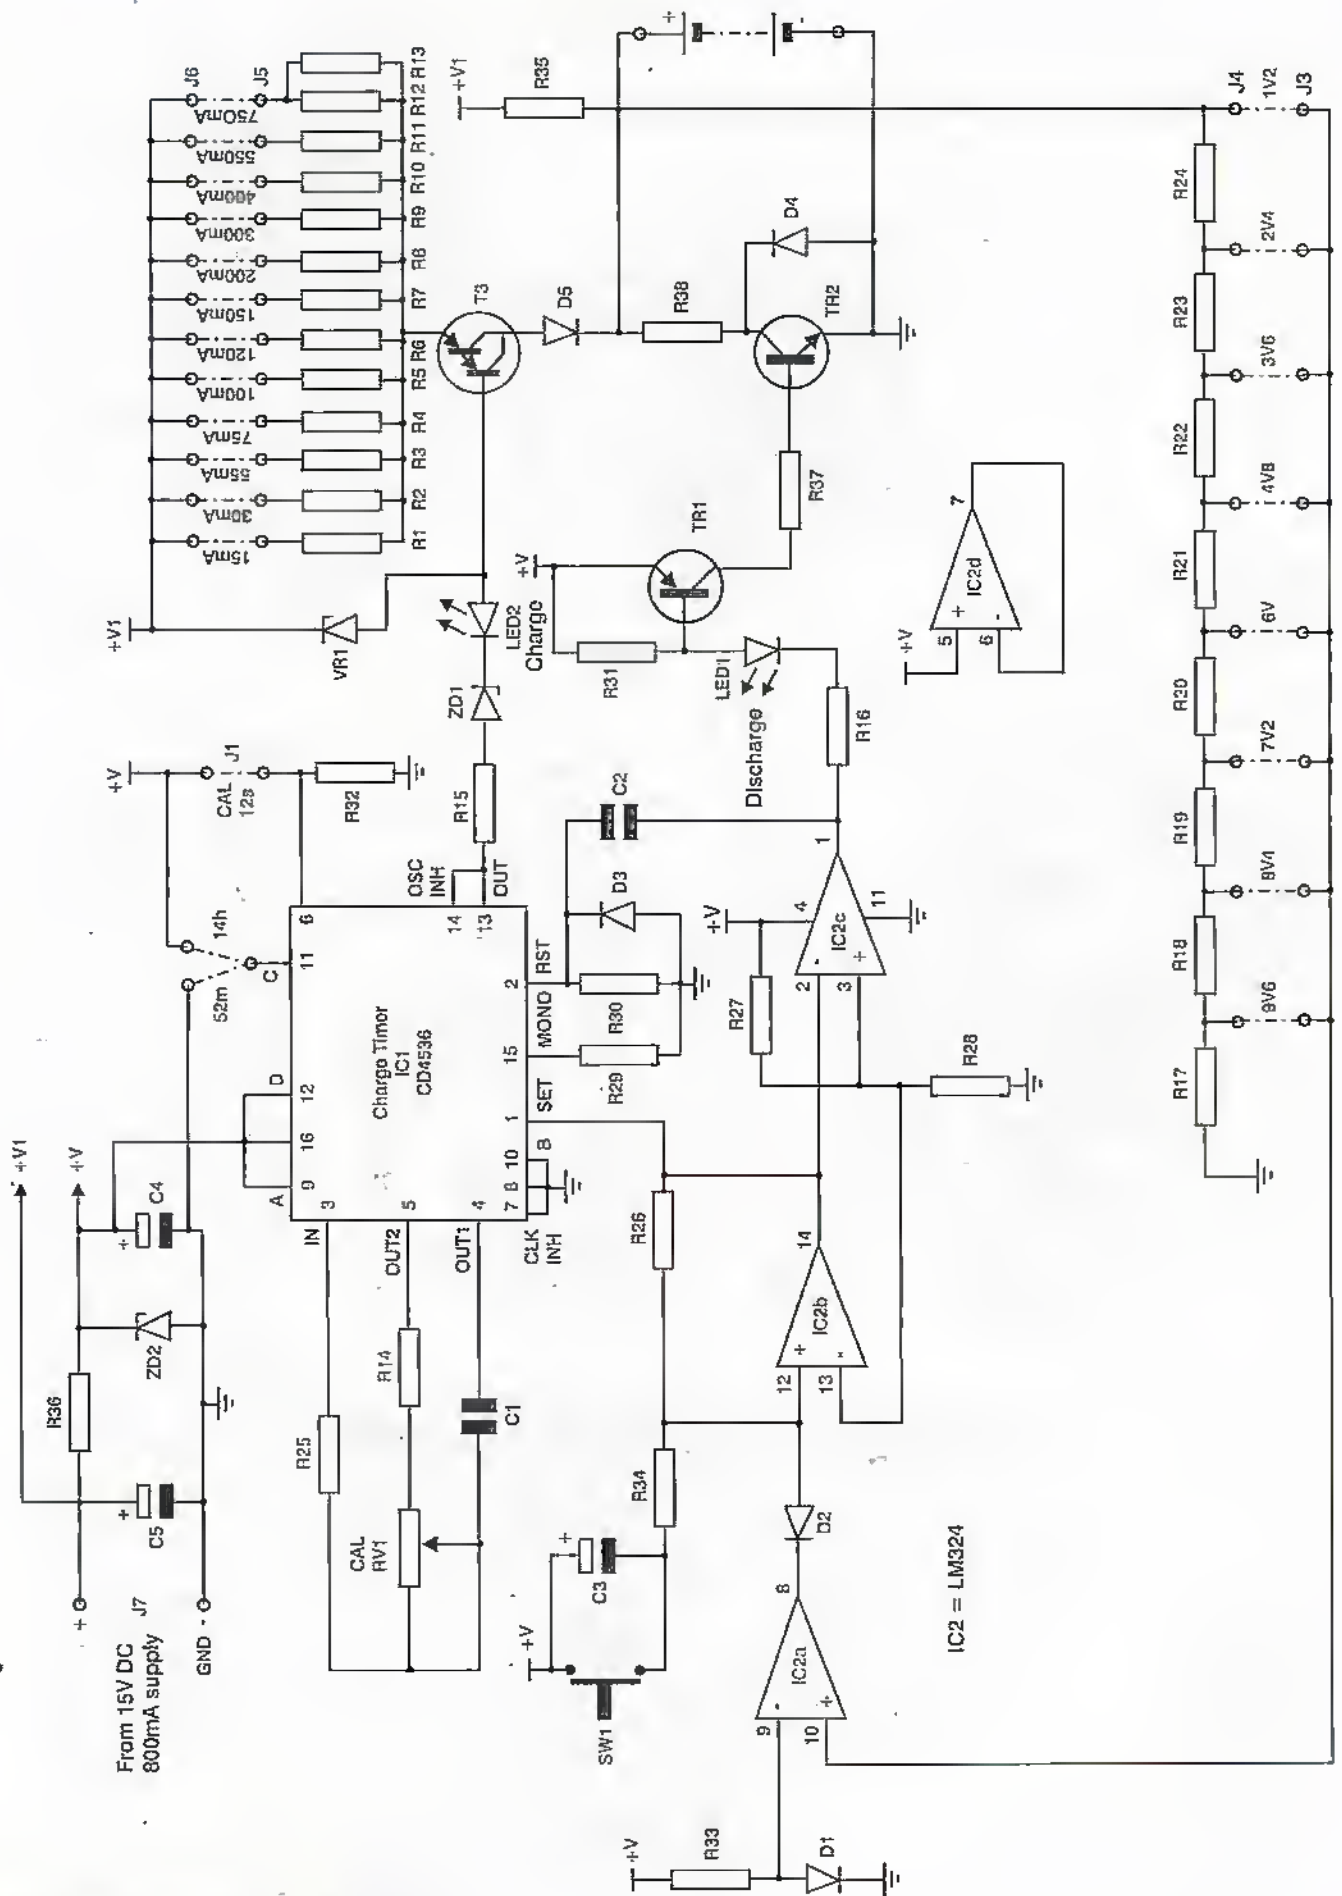 From 15V DC
800mA supply
J7
+
GND -
+V1
+V
R36
C5
+
ZD2
C4
+
52m
14h
C
+V
J1
CAL
12s
R32
A
D
9
16
12
11
6
3
IN
5
OUT2
4
OUT1
7
8
10
B
CLK
INH
1
SET
15
MONO
2
RST
14
13
OSC
INH
OUT
Charge Timer
IC1
CD4536
R25
R14
CAL
RV1
C1
R29
R30
D3
C2
R15
ZD1
LED2
Charge
VR1
+V1
15mA
30mA
55mA
75mA
100mA
120mA
150mA
200mA
300mA
400mA
550mA
750mA
J6
J5
R1
R2
R3
R4
R5
R6
R7
R8
R9
R10
R11
R12
R13
T3
D5
+V1
R35
+
-
R38
D4
TR2
R37
TR1
+V
R31
LED1
Discharge
R16
+V
SW1
C3
+
R34
R26
+V
R27
R28
IC2c
2
3
4
11
1
-
+
IC2b
12
13
14
+
-
D2
IC2a
9
10
8
-
+
+V
R33
D1
IC2 = LM324
+V
IC2d
5
6
7
+
-
R17
R18
R19
R20
R21
R22
R23
R24
9V6
8V4
7V2
6V
4V8
3V6
2V4
1V2
J4
J3